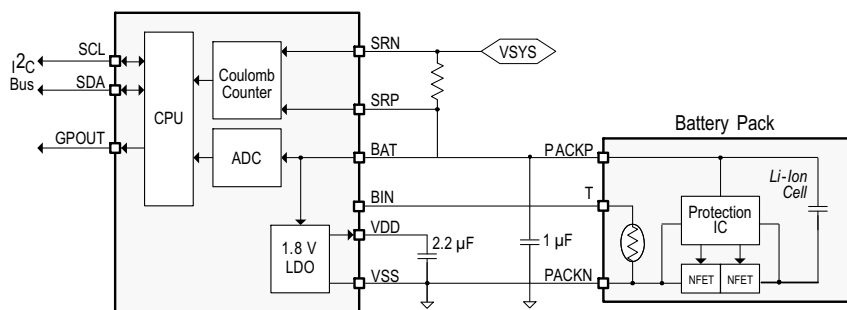 SCL
I2C
Bus
SDA
GPOUT
CPU
Coulomb
Counter
ADC
1.8 V
LDO
SRN
VSYS
SRP
BAT
BIN
VDD
2.2 µF
VSS
1 µF
Battery Pack
PACKP
T
PACKN
Li-Ion
Cell
Protection
IC
NFET NFET